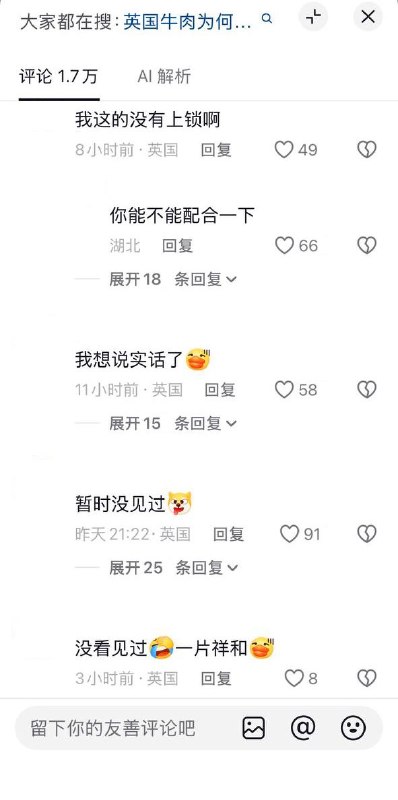 大家都在搜:英国牛肉为何...
评论 1.7万
AI 解析
我这的没有上锁啊
8小时前 · 英国 回复 49
你能不能配合一下
湖北 回复 66
展开18 条回复
我想说实话了
11小时前 · 英国 回复 58
展开15 条回复
暂时没见过
昨天21:22 · 英国 回复 91
展开25 条回复
没看见过🤣一片祥和
3小时前 · 英国 回复 8
留下你的友善评论吧